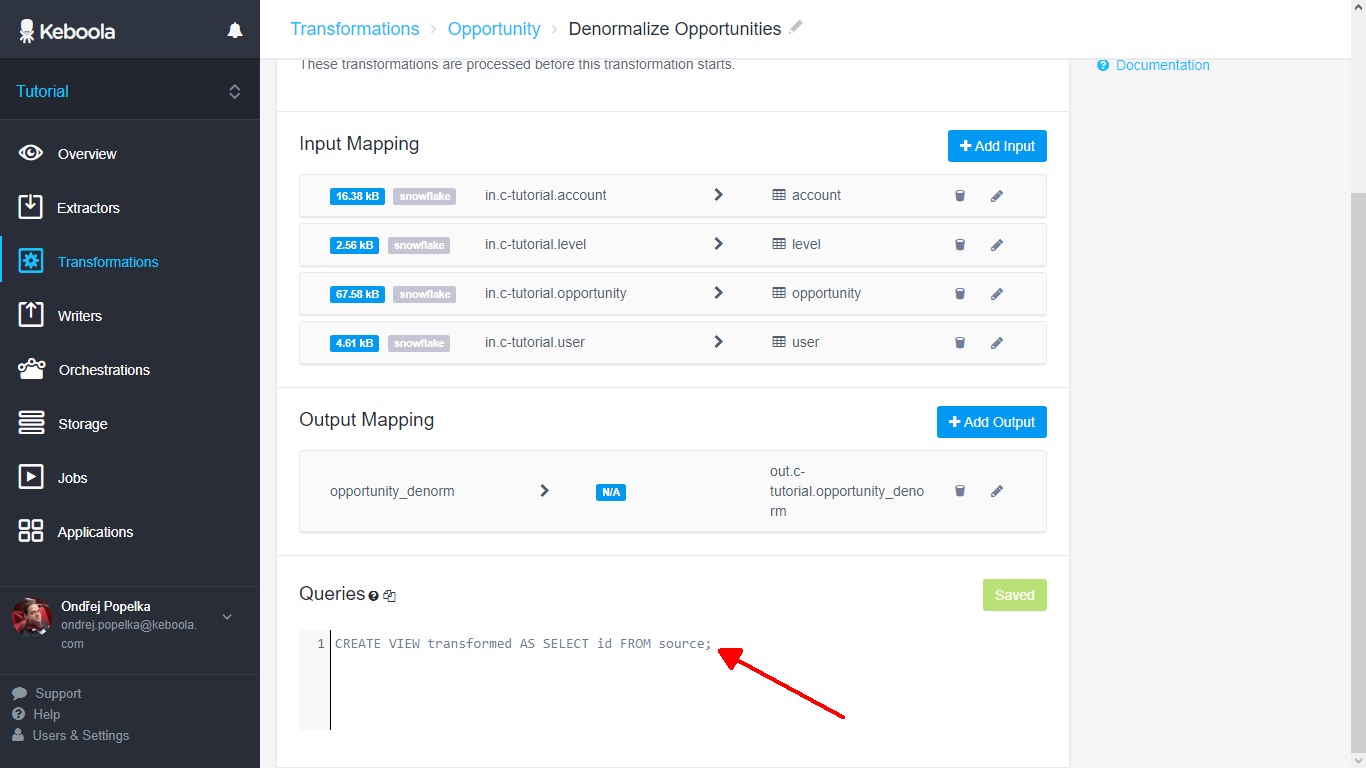 Keboola
Transformations › Opportunity › Denormalize Opportunities
Tutorial
Overview
Extractors
Transformations
Writers
Orchestrations
Storage
Jobs
Applications
Ondřej Popelka
ondrej.popelka@keboola.
com
Support
Help
Users & Settings
These transformations are processed before this transformation starts.
Documentation
Input Mapping
Add Input
16.38 kB snowflake in.c-tutorial.account account
2.56 kB snowflake in.c-tutorial.level level
67.58 kB snowflake in.c-tutorial.opportunity opportunity
4.61 kB snowflake in.c-tutorial.user user
Output Mapping
Add Output
opportunity_denorm N/A out.c-
tutorial.opportunity_deno
rm
Queries
Saved
1 CREATE VIEW transformed AS SELECT id FROM source;